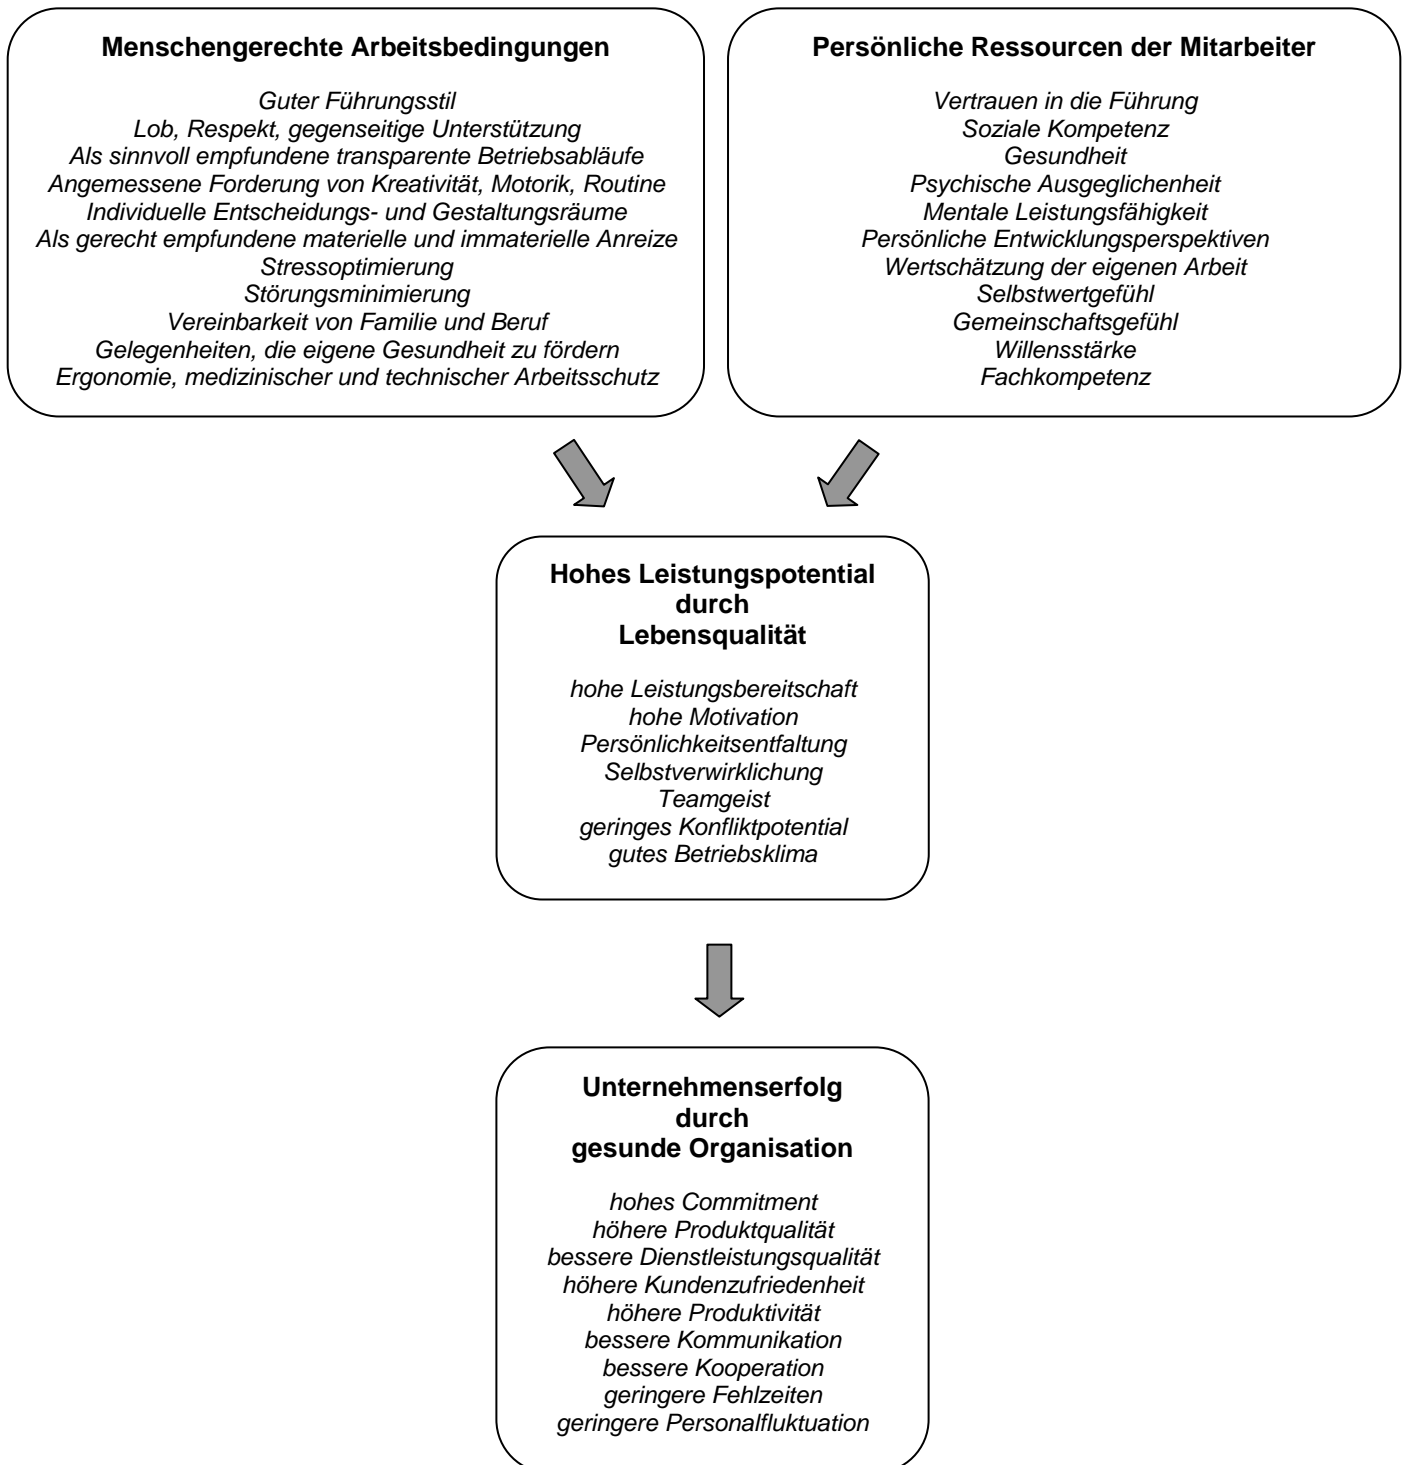 Menschengerechte Arbeitsbedingungen
Guter Führungsstil
Lob, Respekt, gegenseitige Unterstützung
Als sinnvoll empfundene transparente Betriebsabläufe
Angemessene Forderung von Kreativität, Motorik, Routine
Individuelle Entscheidungs- und Gestaltungsräume
Als gerecht empfundene materielle und immaterielle Anreize
Stressoptimierung
Störungsminimierung
Vereinbarkeit von Familie und Beruf
Gelegenheiten, die eigene Gesundheit zu fördern
Ergonomie, medizinischer und technischer Arbeitsschutz
Persönliche Ressourcen der Mitarbeiter
Vertrauen in die Führung
Soziale Kompetenz
Gesundheit
Psychische Ausgeglichenheit
Mentale Leistungsfähigkeit
Persönliche Entwicklungsperspektiven
Wertschätzung der eigenen Arbeit
Selbstwertgefühl
Gemeinschaftsgefühl
Willensstärke
Fachkompetenz
Hohes Leistungspotential
durch
Lebensqualität
hohe Leistungsbereitschaft
hohe Motivation
Persönlichkeitsentfaltung
Selbstverwirklichung
Teamgeist
geringes Konfliktpotential
gutes Betriebsklima
Unternehmenserfolg
durch
gesunde Organisation
hohes Commitment
höhere Produktqualität
bessere Dienstleistungsqualität
höhere Kundenzufriedenheit
höhere Produktivität
bessere Kommunikation
bessere Kooperation
geringere Fehlzeiten
geringere Personalfluktuation